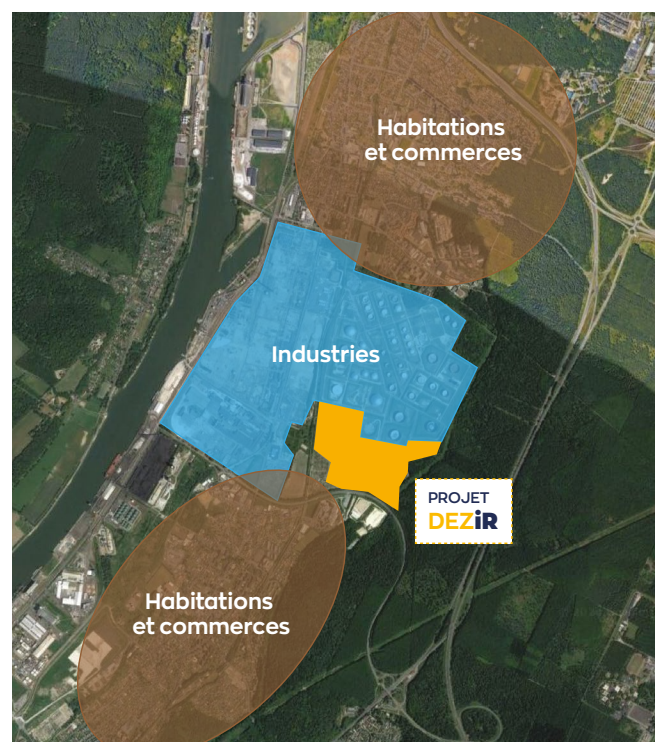 Habitations
et commerces
Industries
PROJET
DEZiR
Habitations
et commerces